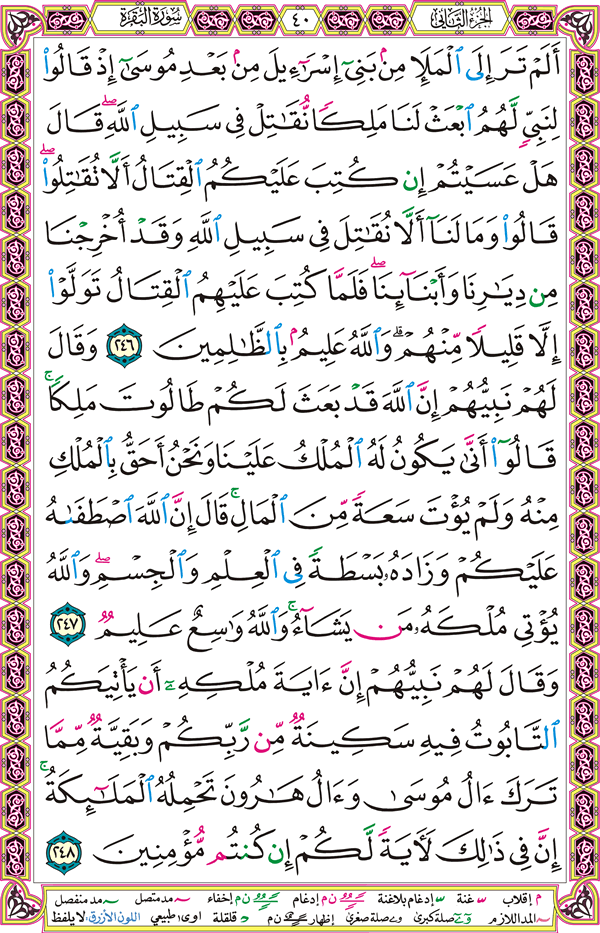 الجزء الثاني
٤٠
سورة البقرة
أَلَمْ تَرَ إِلَى ٱلْمَلَإِ مِنۢ بَنِىٓ إِسْرَٰٓءِيلَ مِنۢ بَعْدِ مُوسَىٰٓ إِذْ قَالُوا۟
لِنَبِىٍّ لَّهُمُ ٱبْعَثْ لَنَا مَلِكًا نُّقَٰتِلْ فِى سَبِيلِ ٱللَّهِ ۖ قَالَ
هَلْ عَسَيْتُمْ إِن كُتِبَ عَلَيْكُمُ ٱلْقِتَالُ أَلَّا تُقَٰتِلُوا۟ ۖ
قَالُوا۟ وَمَا لَنَآ أَلَّا نُقَٰتِلَ فِى سَبِيلِ ٱللَّهِ وَقَدْ أُخْرِجْنَا
مِن دِيَٰرِنَا وَأَبْنَآئِنَا ۖ فَلَمَّا كُتِبَ عَلَيْهِمُ ٱلْقِتَالُ تَوَلَّوْا۟
إِلَّا قَلِيلًا مِّنْهُمْ ۗ وَٱللَّهُ عَلِيمٌۢ بِٱلظَّٰلِمِينَ ٢٤٦ وَقَالَ
لَهُمْ نَبِيُّهُمْ إِنَّ ٱللَّهَ قَدْ بَعَثَ لَكُمْ طَالُوتَ مَلِكًا ۚ
قَالُوٓا۟ أَنَّىٰ يَكُونُ لَهُ ٱلْمُلْكُ عَلَيْنَا وَنَحْنُ أَحَقُّ بِٱلْمُلْكِ
مِنْهُ وَلَمْ يُؤْتَ سَعَةً مِّنَ ٱلْمَالِ ۚ قَالَ إِنَّ ٱللَّهَ ٱصْطَفَىٰهُ
عَلَيْكُمْ وَزَادَهُۥ بَسْطَةً فِى ٱلْعِلْمِ وَٱلْجِسْمِ ۖ وَٱللَّهُ
يُؤْتِى مُلْكَهُۥ مَن يَشَآءُ ۚ وَٱللَّهُ وَٰسِعٌ عَلِيمٌ ٢٤٧
وَقَالَ لَهُمْ نَبِيُّهُمْ إِنَّ ءَايَةَ مُلْكِهِۦٓ أَن يَأْتِيَكُمُ
ٱلتَّابُوتُ فِيهِ سَكِينَةٌ مِّن رَّبِّكُمْ وَبَقِيَّةٌ مِّمَّا
تَرَكَ ءَالُ مُوسَىٰ وَءَالُ هَٰرُونَ تَحْمِلُهُ ٱلْمَلَٰٓئِكَةُ ۚ
إِنَّ فِى ذَٰلِكَ لَءَايَةً لَّكُمْ إِن كُنتُم مُّؤْمِنِينَ ٢٤٨
م إقلاب س غنة إدغام بلاغنة ن م إدغام ن م إخفاء مد متصل مد منفصل
المد اللازم صلة كبرى صلة صغرى إظهار ن م قلقلة اوى طبيعي اللون الأزرق لا يلفظ